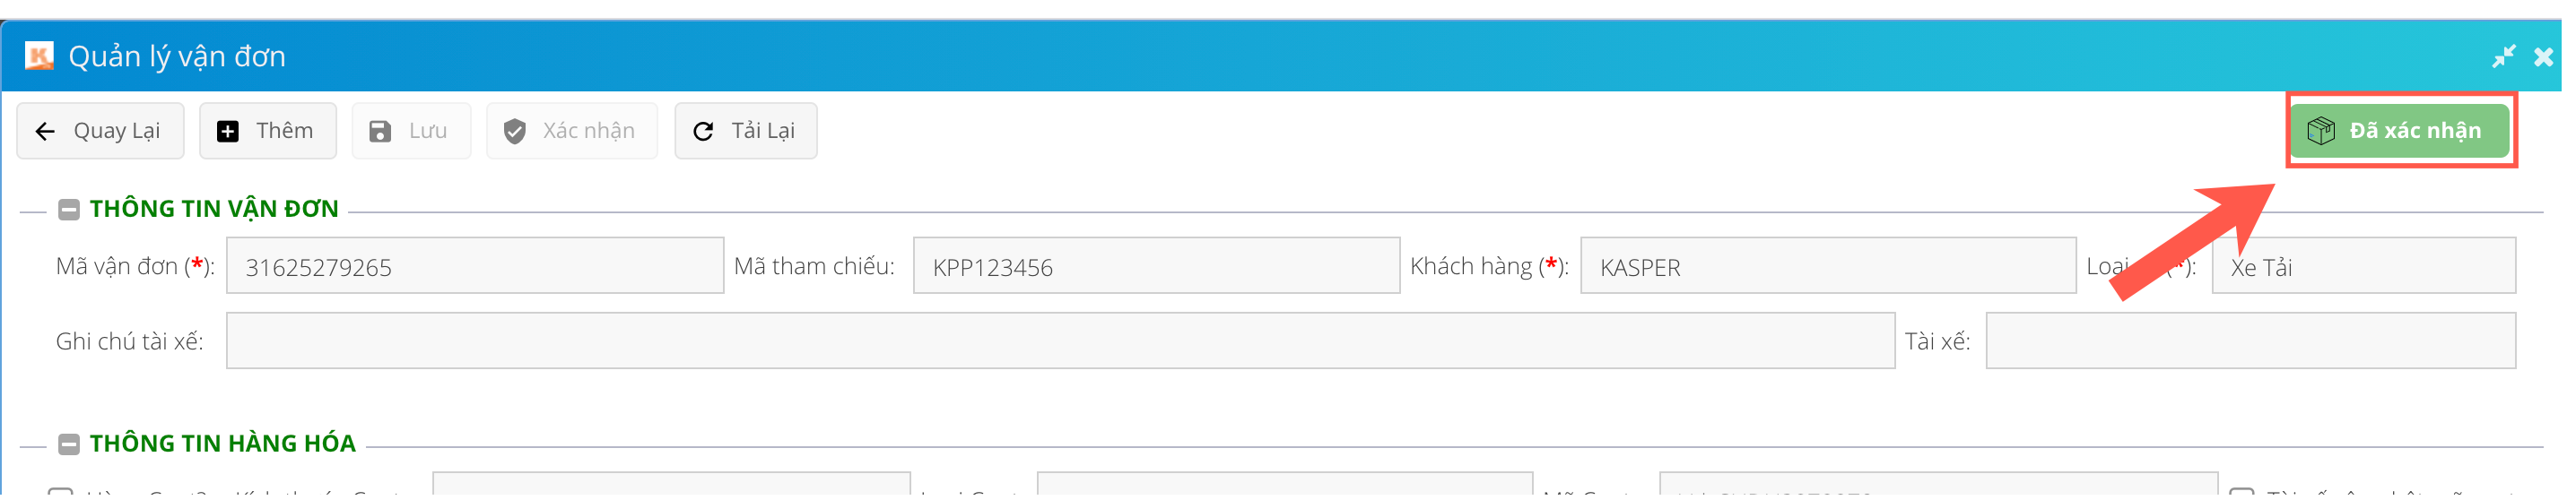 Quản lý vận đơn
Quay Lại Thêm Lưu Xác nhận Tải Lại Đã xác nhận
THÔNG TIN VẬN ĐƠN
Mã vận đơn (*): 31625279265 Mã tham chiếu: KPP123456 Khách hàng (*): KASPER Loại (*): Xe Tải
Ghi chú tài xế: Tài xế:
THÔNG TIN HÀNG HÓA